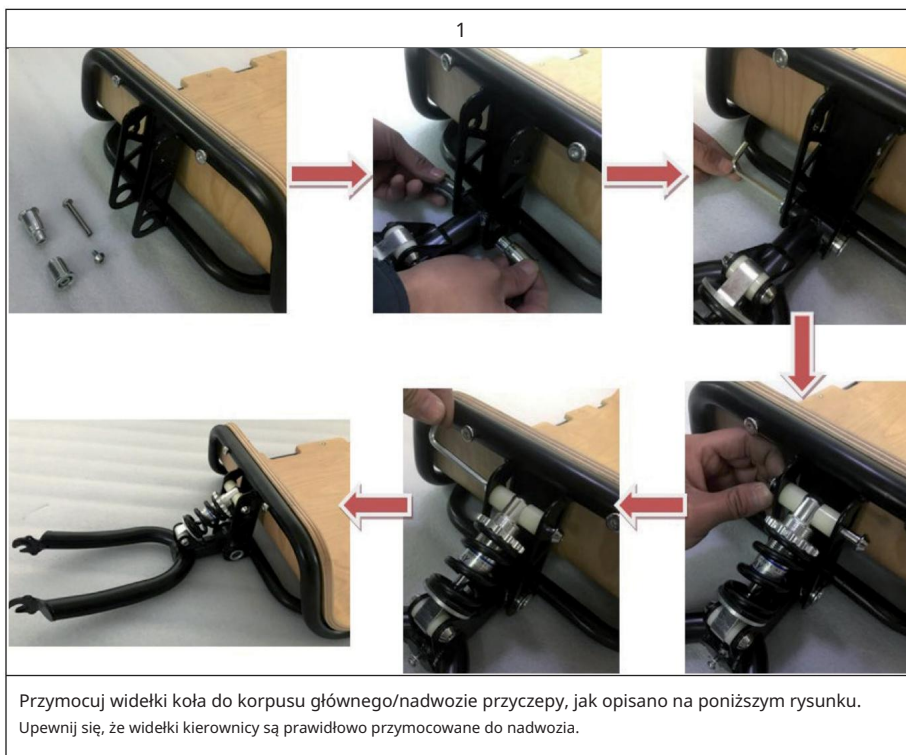 1
Przymocuj widełki koła do korpusu głównego/nadwozie przyczepy, jak opisano na poniższym rysunku.
Upewnij się, że widełki kierownicy są prawidłowo przymocowane do nadwozia.